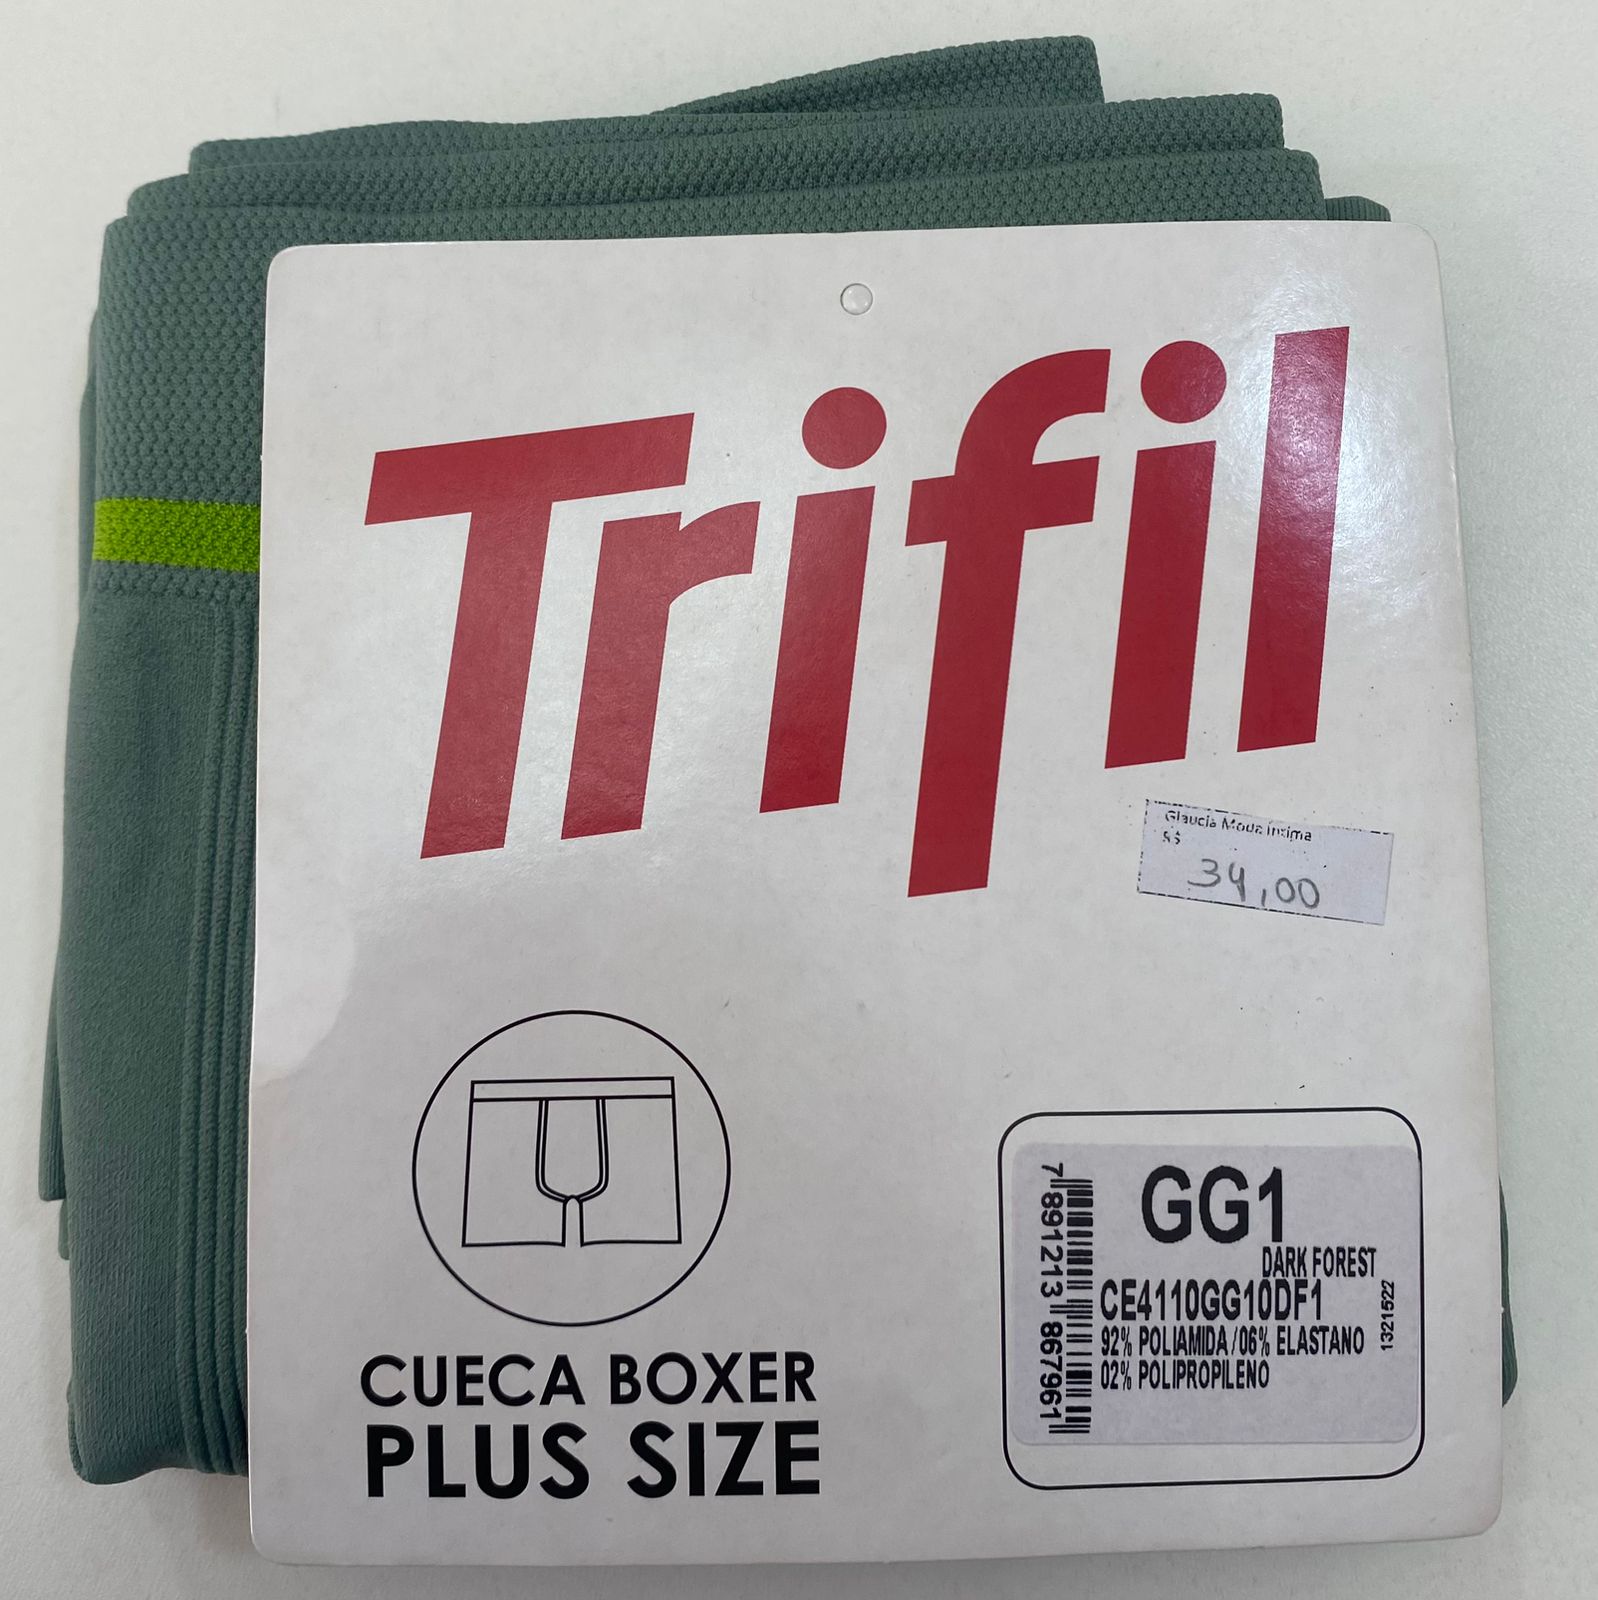 Trifil
Glaucia Moda Íntima
R$
34,00
CUECA BOXER
PLUS SIZE
GG1
DARK FOREST
CE4110GG10DF1
92% POLIAMIDA/06% ELASTANO
02% POLIPROPILENO
1321522
7 891213 867961